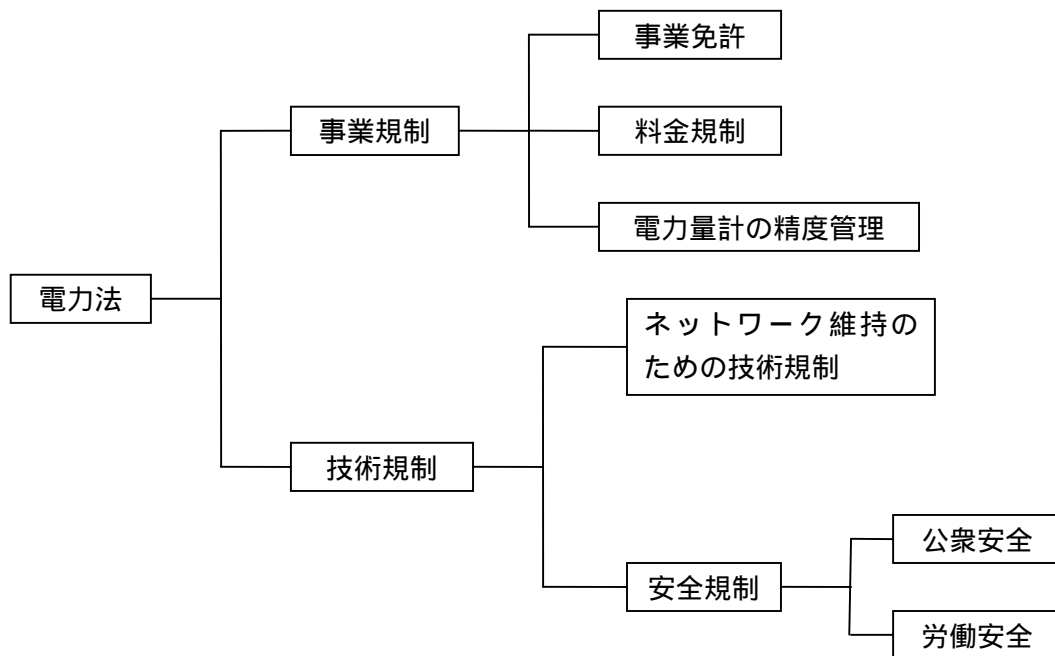 事業免許
事業規制
料金規制
電力量計の精度管理
電力法
ネットワーク維持の
ための技術規制
技術規制
公衆安全
安全規制
労働安全